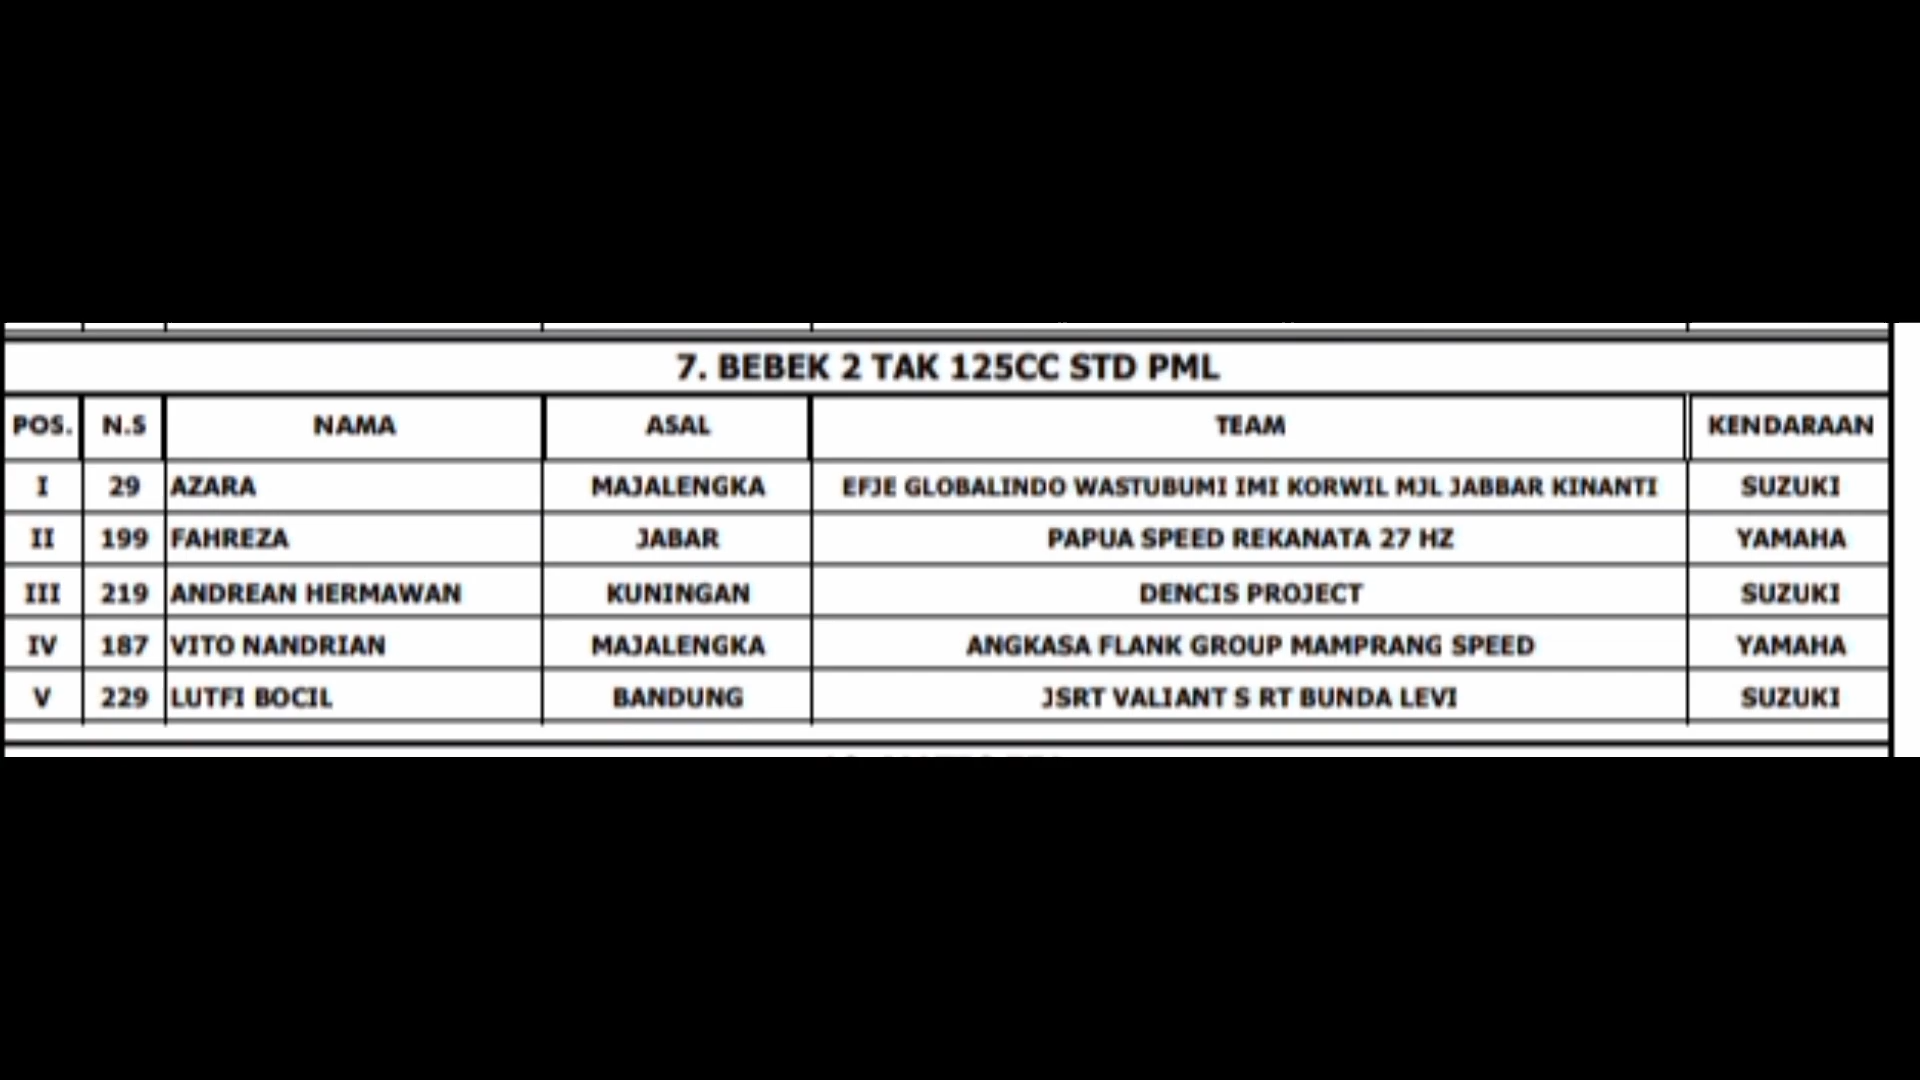 7. BEBEK 2 TAK 125CC STD PML
POS. N.S NAMA ASAL TEAM KENDARAAN
I 29 AZARA MAJALENGKA EFJE GLOBALINDO WASTUBUMI IMI KORWIL MJL JABBAR KINANTI SUZUKI
II 199 FAHREZA JABAR PAPUA SPEED REKANATA 27 HZ YAMAHA
III 219 ANDREAN HERMAWAN KUNINGAN DENCIS PROJECT SUZUKI
IV 187 VITO NANDRIAN MAJALENGKA ANGKASA FLANK GROUP MAMPRANG SPEED YAMAHA
V 229 LUTFI BOCIL BANDUNG JSRT VALIANT S RT BUNDA LEVI SUZUKI